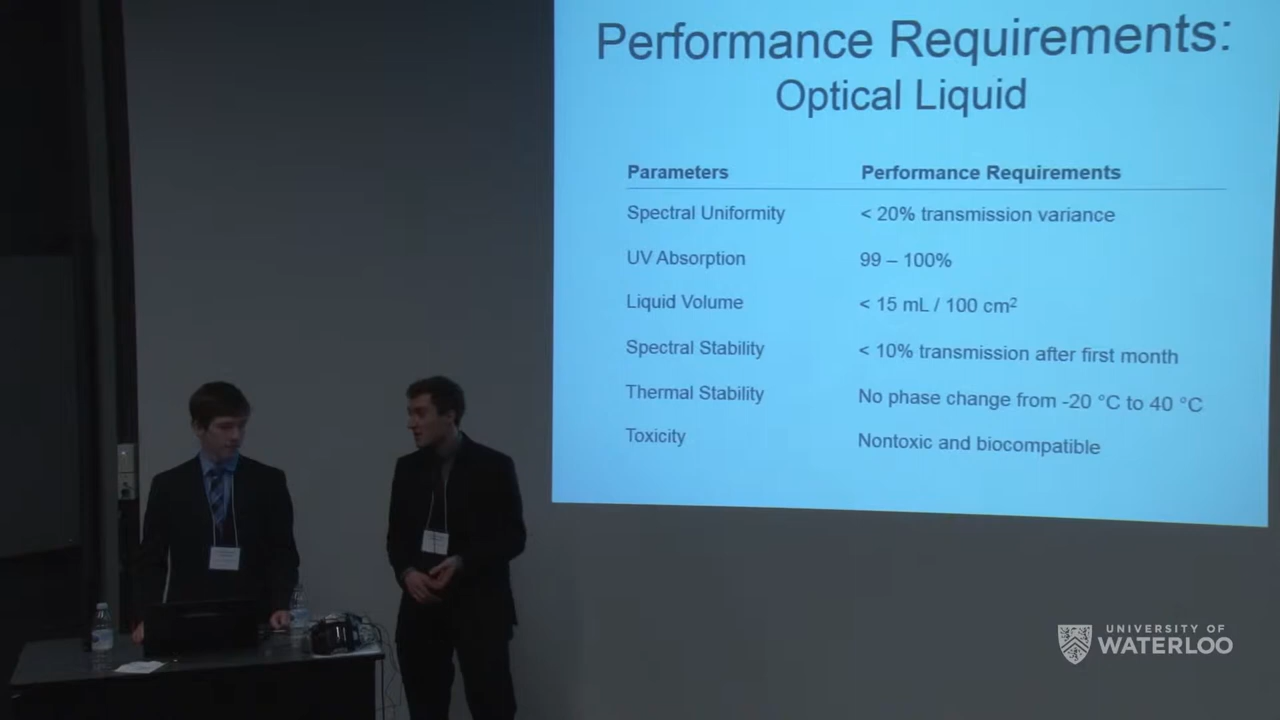 Performance Requirements:
Optical Liquid
Parameters Performance Requirements
Spectral Uniformity < 20% transmission variance
UV Absorption 99 – 100%
Liquid Volume < 15 mL / 100 cm²
Spectral Stability < 10% transmission after first month
Thermal Stability No phase change from -20 °C to 40 °C
Toxicity Nontoxic and biocompatible
UNIVERSITY OF
WATERLOO